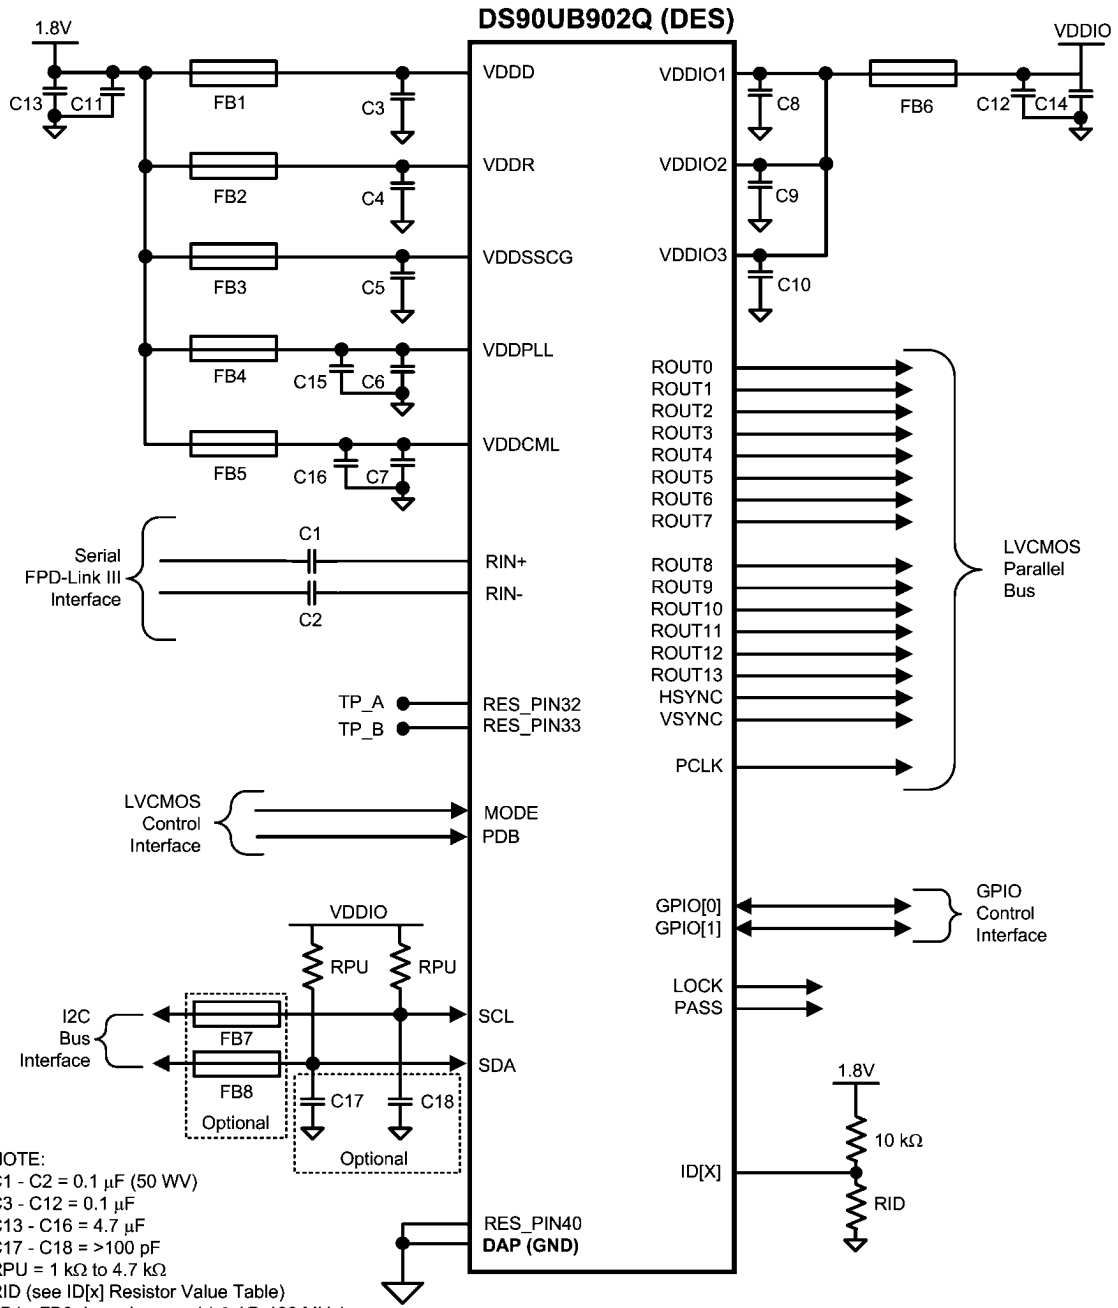 DS90UB902Q (DES)
1.8V
VDDIO
C13
C11
FB1
C3
VDDD
VDDIO1
C8
FB6
C12
C14
FB2
C4
VDDR
VDDIO2
C9
FB3
C5
VDDSSCG
VDDIO3
C10
FB4
C15
C6
VDDPLL
FB5
C16
C7
VDDCML
ROUT0
ROUT1
ROUT2
ROUT3
ROUT4
ROUT5
ROUT6
ROUT7
ROUT8
ROUT9
ROUT10
ROUT11
ROUT12
ROUT13
HSYNC
VSYNC
PCLK
LVCMOS
Parallel
Bus
Serial
FPD-Link III
Interface
C1
C2
RIN+
RIN-
TP_A
TP_B
RES_PIN32
RES_PIN33
LVCMOS
Control
Interface
MODE
PDB
GPIO[0]
GPIO[1]
GPIO
Control
Interface
LOCK
PASS
VDDIO
RPU
RPU
I2C
Bus
Interface
FB7
FB8
Optional
SCL
SDA
C17
C18
Optional
1.8V
10 kΩ
ID[X]
RID
RES_PIN40
DAP (GND)
NOTE:
C1 - C2 = 0.1 μF (50 WV)
C3 - C12 = 0.1 μF
C13 - C16 = 4.7 μF
C17 - C18 = >100 pF
RPU = 1 kΩ to 4.7 kΩ
RID (see ID[x] Resistor Value Table)